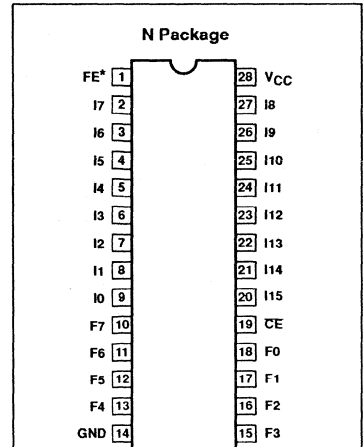 N Package
FE* 1 28 VCC
I7 2 27 I8
I6 3 26 I9
I5 4 25 I10
I4 5 24 I11
I3 6 23 I12
I2 7 22 I13
I1 8 21 I14
I0 9 20 I15
F7 10 19 C̅E̅
F6 11 18 F0
F5 12 17 F1
F4 13 16 F2
GND 14 15 F3